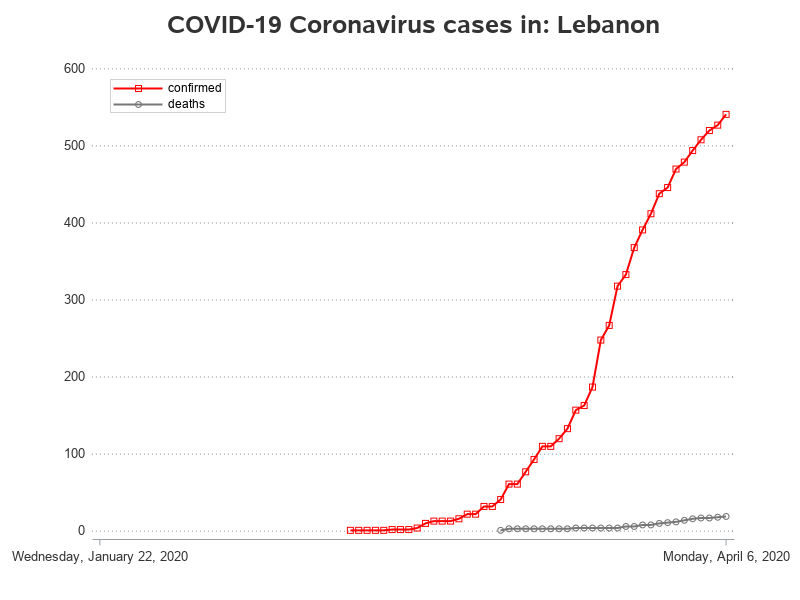 COVID-19 Coronavirus cases in: Lebanon
600
confirmed
deaths
500
400
300
200
100
0
Wednesday, January 22, 2020
Monday, April 6, 2020